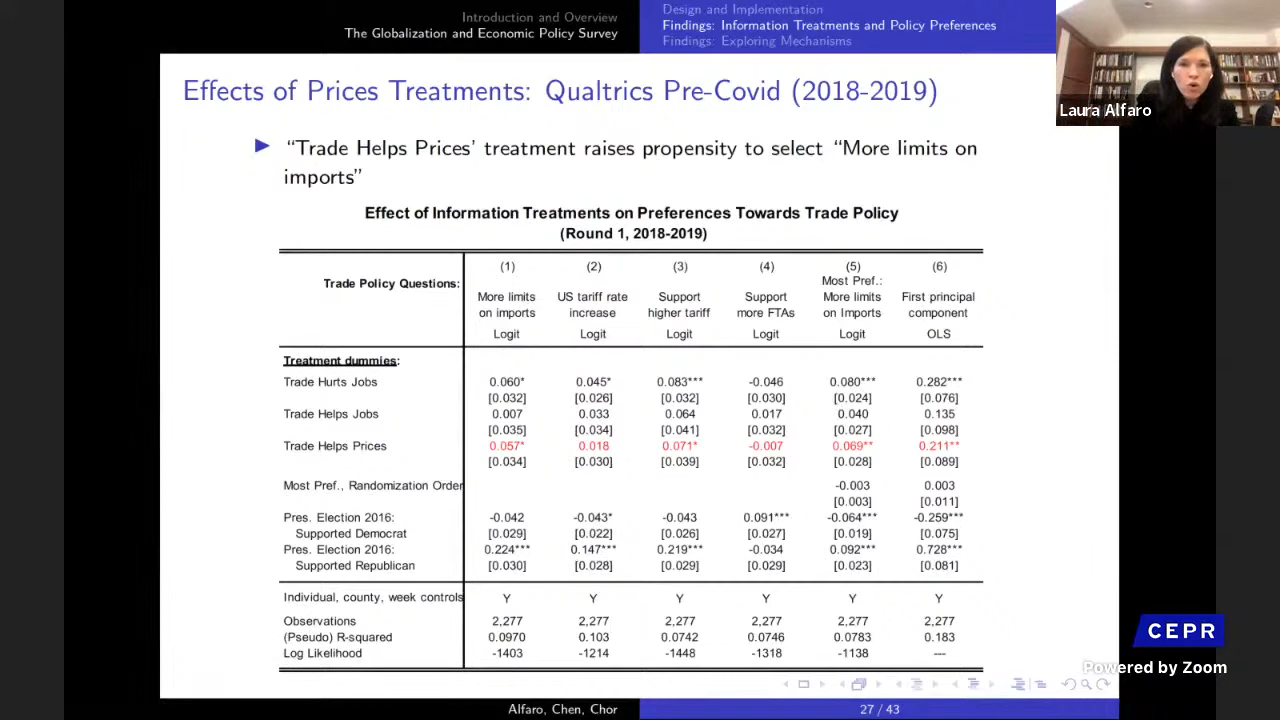 Introduction and Overview
The Globalization and Economic Policy Survey
Design and Implementation
Findings: Information Treatments and Policy Preferences
Findings: Exploring Mechanisms
Laura Alfaro
Effects of Prices Treatments: Qualtrics Pre-Covid (2018-2019)
“Trade Helps Prices’ treatment raises propensity to select “More limits on
imports”
Effect of Information Treatments on Preferences Towards Trade Policy
(Round 1, 2018-2019)
(1) (2) (3) (4) (5) (6)
Trade Policy Questions: Most Pref.:
More limits US tariff rate Support Support More limits First principal
on imports increase higher tariff more FTAs on Imports component
Logit Logit Logit Logit Logit OLS
Treatment dummies:
Trade Hurts Jobs 0.060* 0.045* 0.083*** -0.046 0.080*** 0.282***
[0.032] [0.026] [0.032] [0.030] [0.024] [0.076]
Trade Helps Jobs 0.007 0.033 0.064 0.017 0.040 0.135
[0.035] [0.034] [0.041] [0.032] [0.027] [0.098]
Trade Helps Prices 0.057* 0.018 0.071* -0.007 0.069** 0.211**
[0.034] [0.030] [0.039] [0.032] [0.028] [0.089]
Most Pref., Randomization Order -0.003 0.003
[0.003] [0.011]
Pres. Election 2016: -0.042 -0.043* -0.043 0.091*** -0.064*** -0.259***
Supported Democrat [0.029] [0.022] [0.026] [0.027] [0.019] [0.075]
Pres. Election 2016: 0.224*** 0.147*** 0.219*** -0.034 0.092*** 0.728***
Supported Republican [0.030] [0.028] [0.029] [0.029] [0.023] [0.081]
Individual, county, week controls Y Y Y Y Y Y
Observations 2,277 2,277 2,277 2,277 2,277 2,277
(Pseudo) R-squared 0.0970 0.103 0.0742 0.0746 0.0783 0.183
Log Likelihood -1403 -1214 -1448 -1318 -1138 ---
CEPR
Powered by Zoom
Alfaro, Chen, Chor 27 / 43